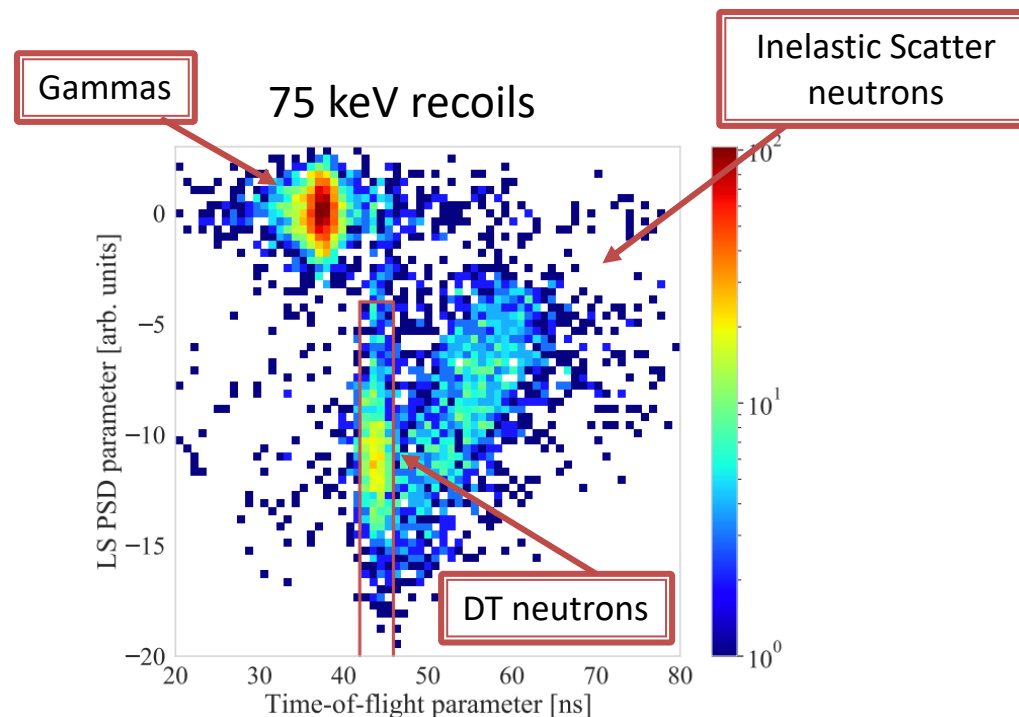 Inelastic Scatter
neutrons
Gammas
75 keV recoils
10²
0
−5
LS PSD parameter [arb. units]
10¹
−10
−15
DT neutrons
−20
10⁰
20 30 40 50 60 70 80
Time-of-flight parameter [ns]